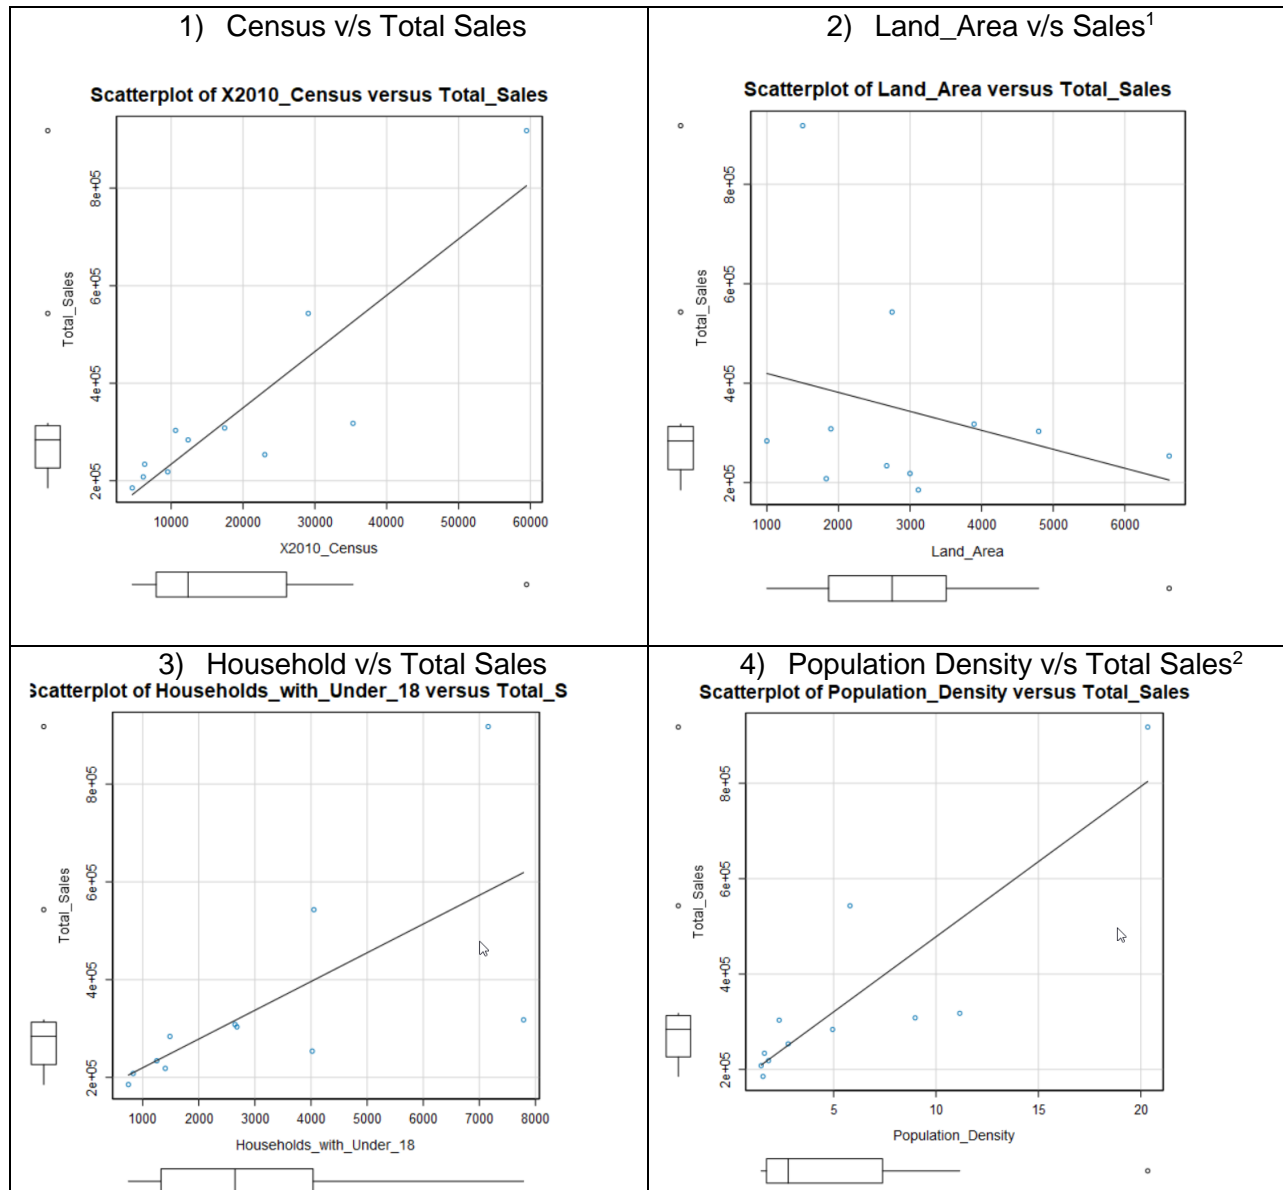 1) Census v/s Total Sales
Scatterplot of X2010_Census versus Total_Sales
8e+05
6e+05
4e+05
2e+05
Total_Sales
10000 20000 30000 40000 50000 60000
X2010_Census
2) Land_Area v/s Sales¹
Scatterplot of Land_Area versus Total_Sales
8e+05
6e+05
4e+05
2e+05
Total_Sales
1000 2000 3000 4000 5000 6000
Land_Area
3) Household v/s Total Sales
Scatterplot of Households_with_Under_18 versus Total_S
8e+05
6e+05
4e+05
2e+05
Total_Sales
1000 2000 3000 4000 5000 6000 7000 8000
Households_with_Under_18
4) Population Density v/s Total Sales²
Scatterplot of Population_Density versus Total_Sales
8e+05
6e+05
4e+05
2e+05
Total_Sales
5 10 15 20
Population_Density